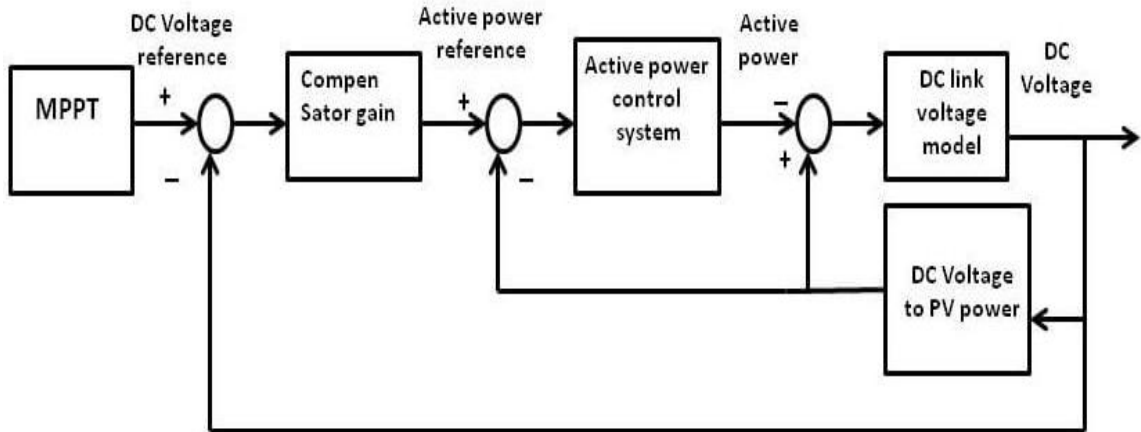 MPPT
DC Voltage
reference
+
−
Compen
Sator gain
Active power
reference
+
−
Active power
control
system
Active
power
−
+
DC link
voltage
model
DC
Voltage
DC Voltage
to PV power